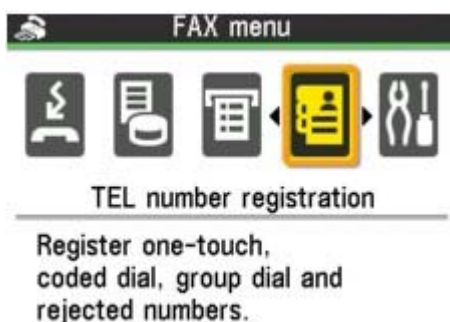 FAX menu
TEL number registration
Register one-touch,
coded dial, group dial and
rejected numbers.